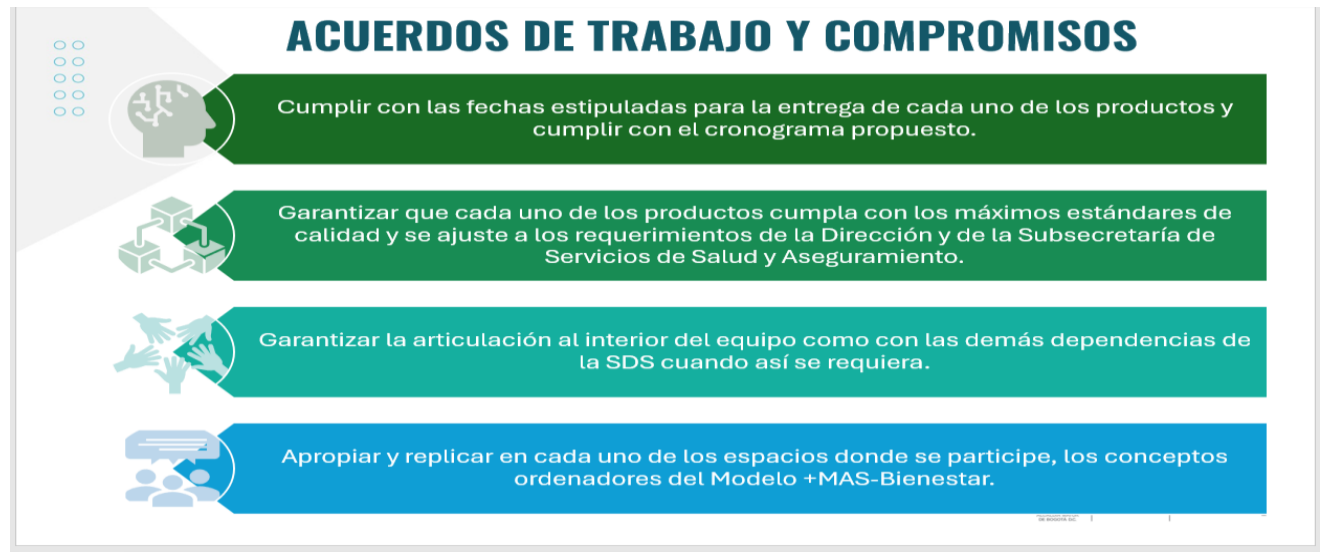 ACUERDOS DE TRABAJO Y COMPROMISOS
Cumplir con las fechas estipuladas para la entrega de cada uno de los productos y
cumplir con el cronograma propuesto.
Garantizar que cada uno de los productos cumpla con los máximos estándares de
calidad y se ajuste a los requerimientos de la Dirección y de la Subsecretaría de
Servicios de Salud y Aseguramiento.
Garantizar la articulación al interior del equipo como con las demás dependencias de
la SDS cuando así se requiera.
Apropiar y replicar en cada uno de los espacios donde se participe, los conceptos
ordenadores del Modelo +MAS-Bienestar.
DE BOGOTÁ D.C.